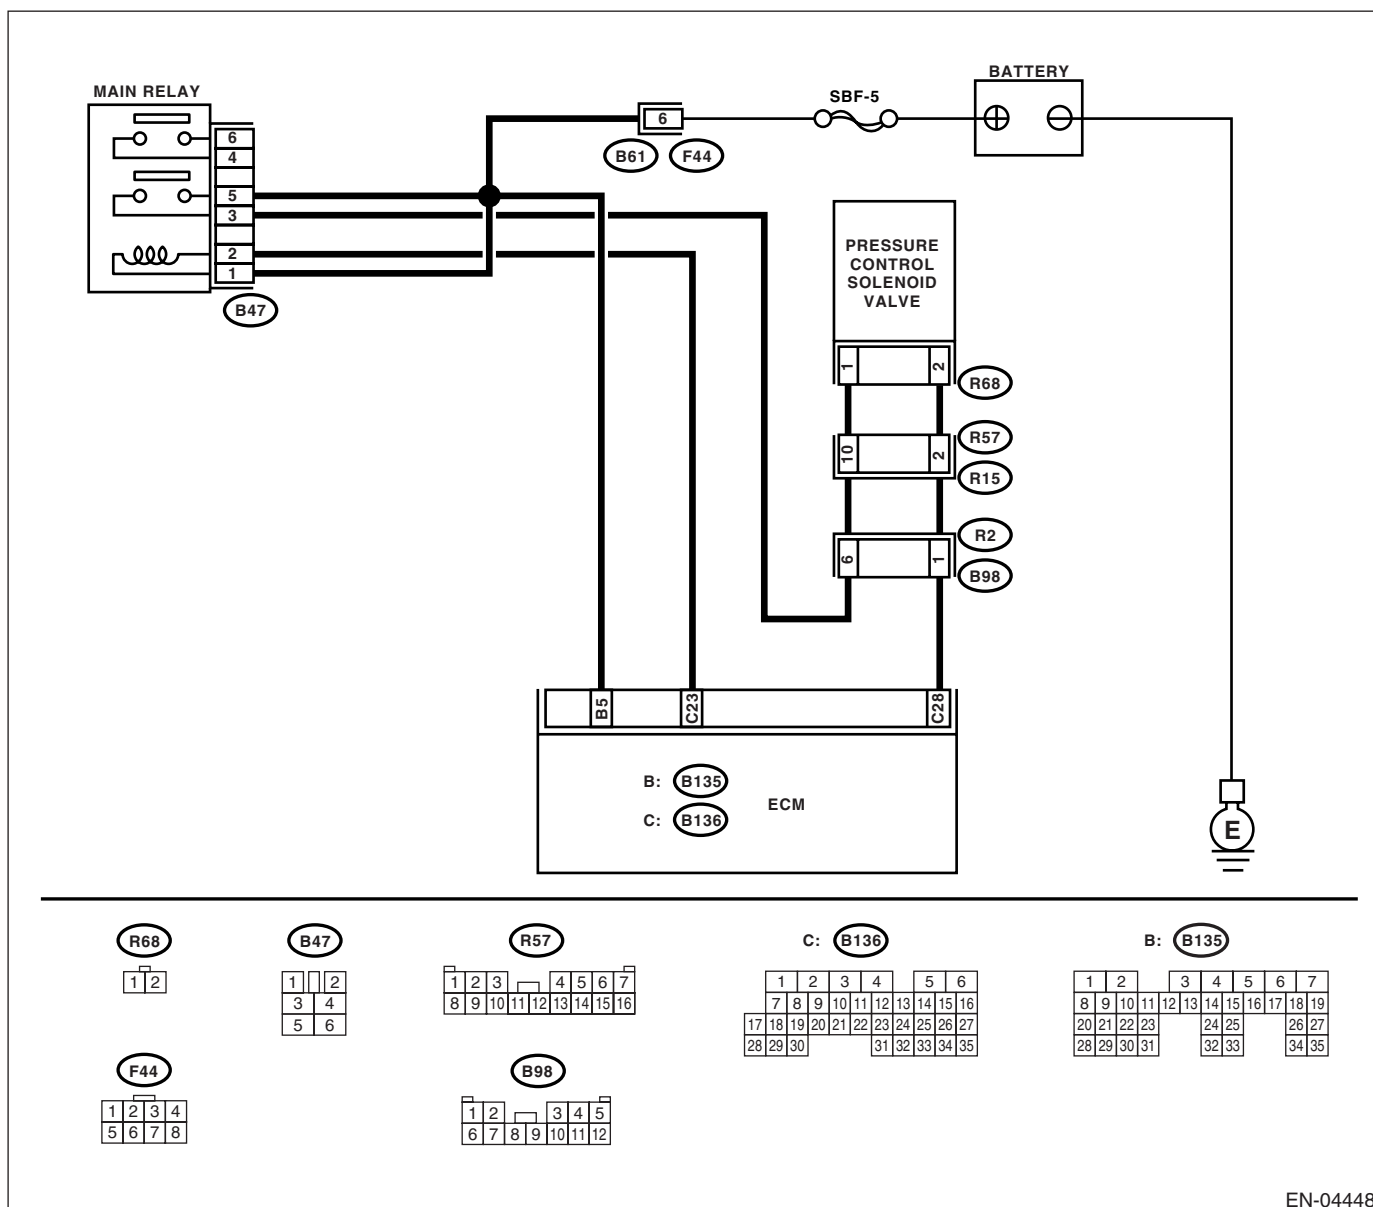 BATTERY
MAIN RELAY
SBF-5
6
B61 F44
6
4
5
3
2
1
B47
PRESSURE
CONTROL
SOLENOID
VALVE
1 2
R68
R57
10 2
R15
R2
6 1
B98
B5 C23 C28
B: B135
ECM
C: B136
E
R68 B47 R57 C: B136 B: B135
1 2
1 2
3 4
5 6
1 2 3 4 5 6 7
8 9 10 11 12 13 14 15 16
1 2 3 4 5 6
7 8 9 10 11 12 13 14 15 16
17 18 19 20 21 22 23 24 25 26 27
28 29 30 31 32 33 34 35
1 2 3 4 5 6 7
8 9 10 11 12 13 14 15 16 17 18 19
20 21 22 23 24 25 26 27
28 29 30 31 32 33 34 35
F44 B98
1 2 3 4
5 6 7 8
1 2 3 4 5
6 7 8 9 10 11 12
EN-04448